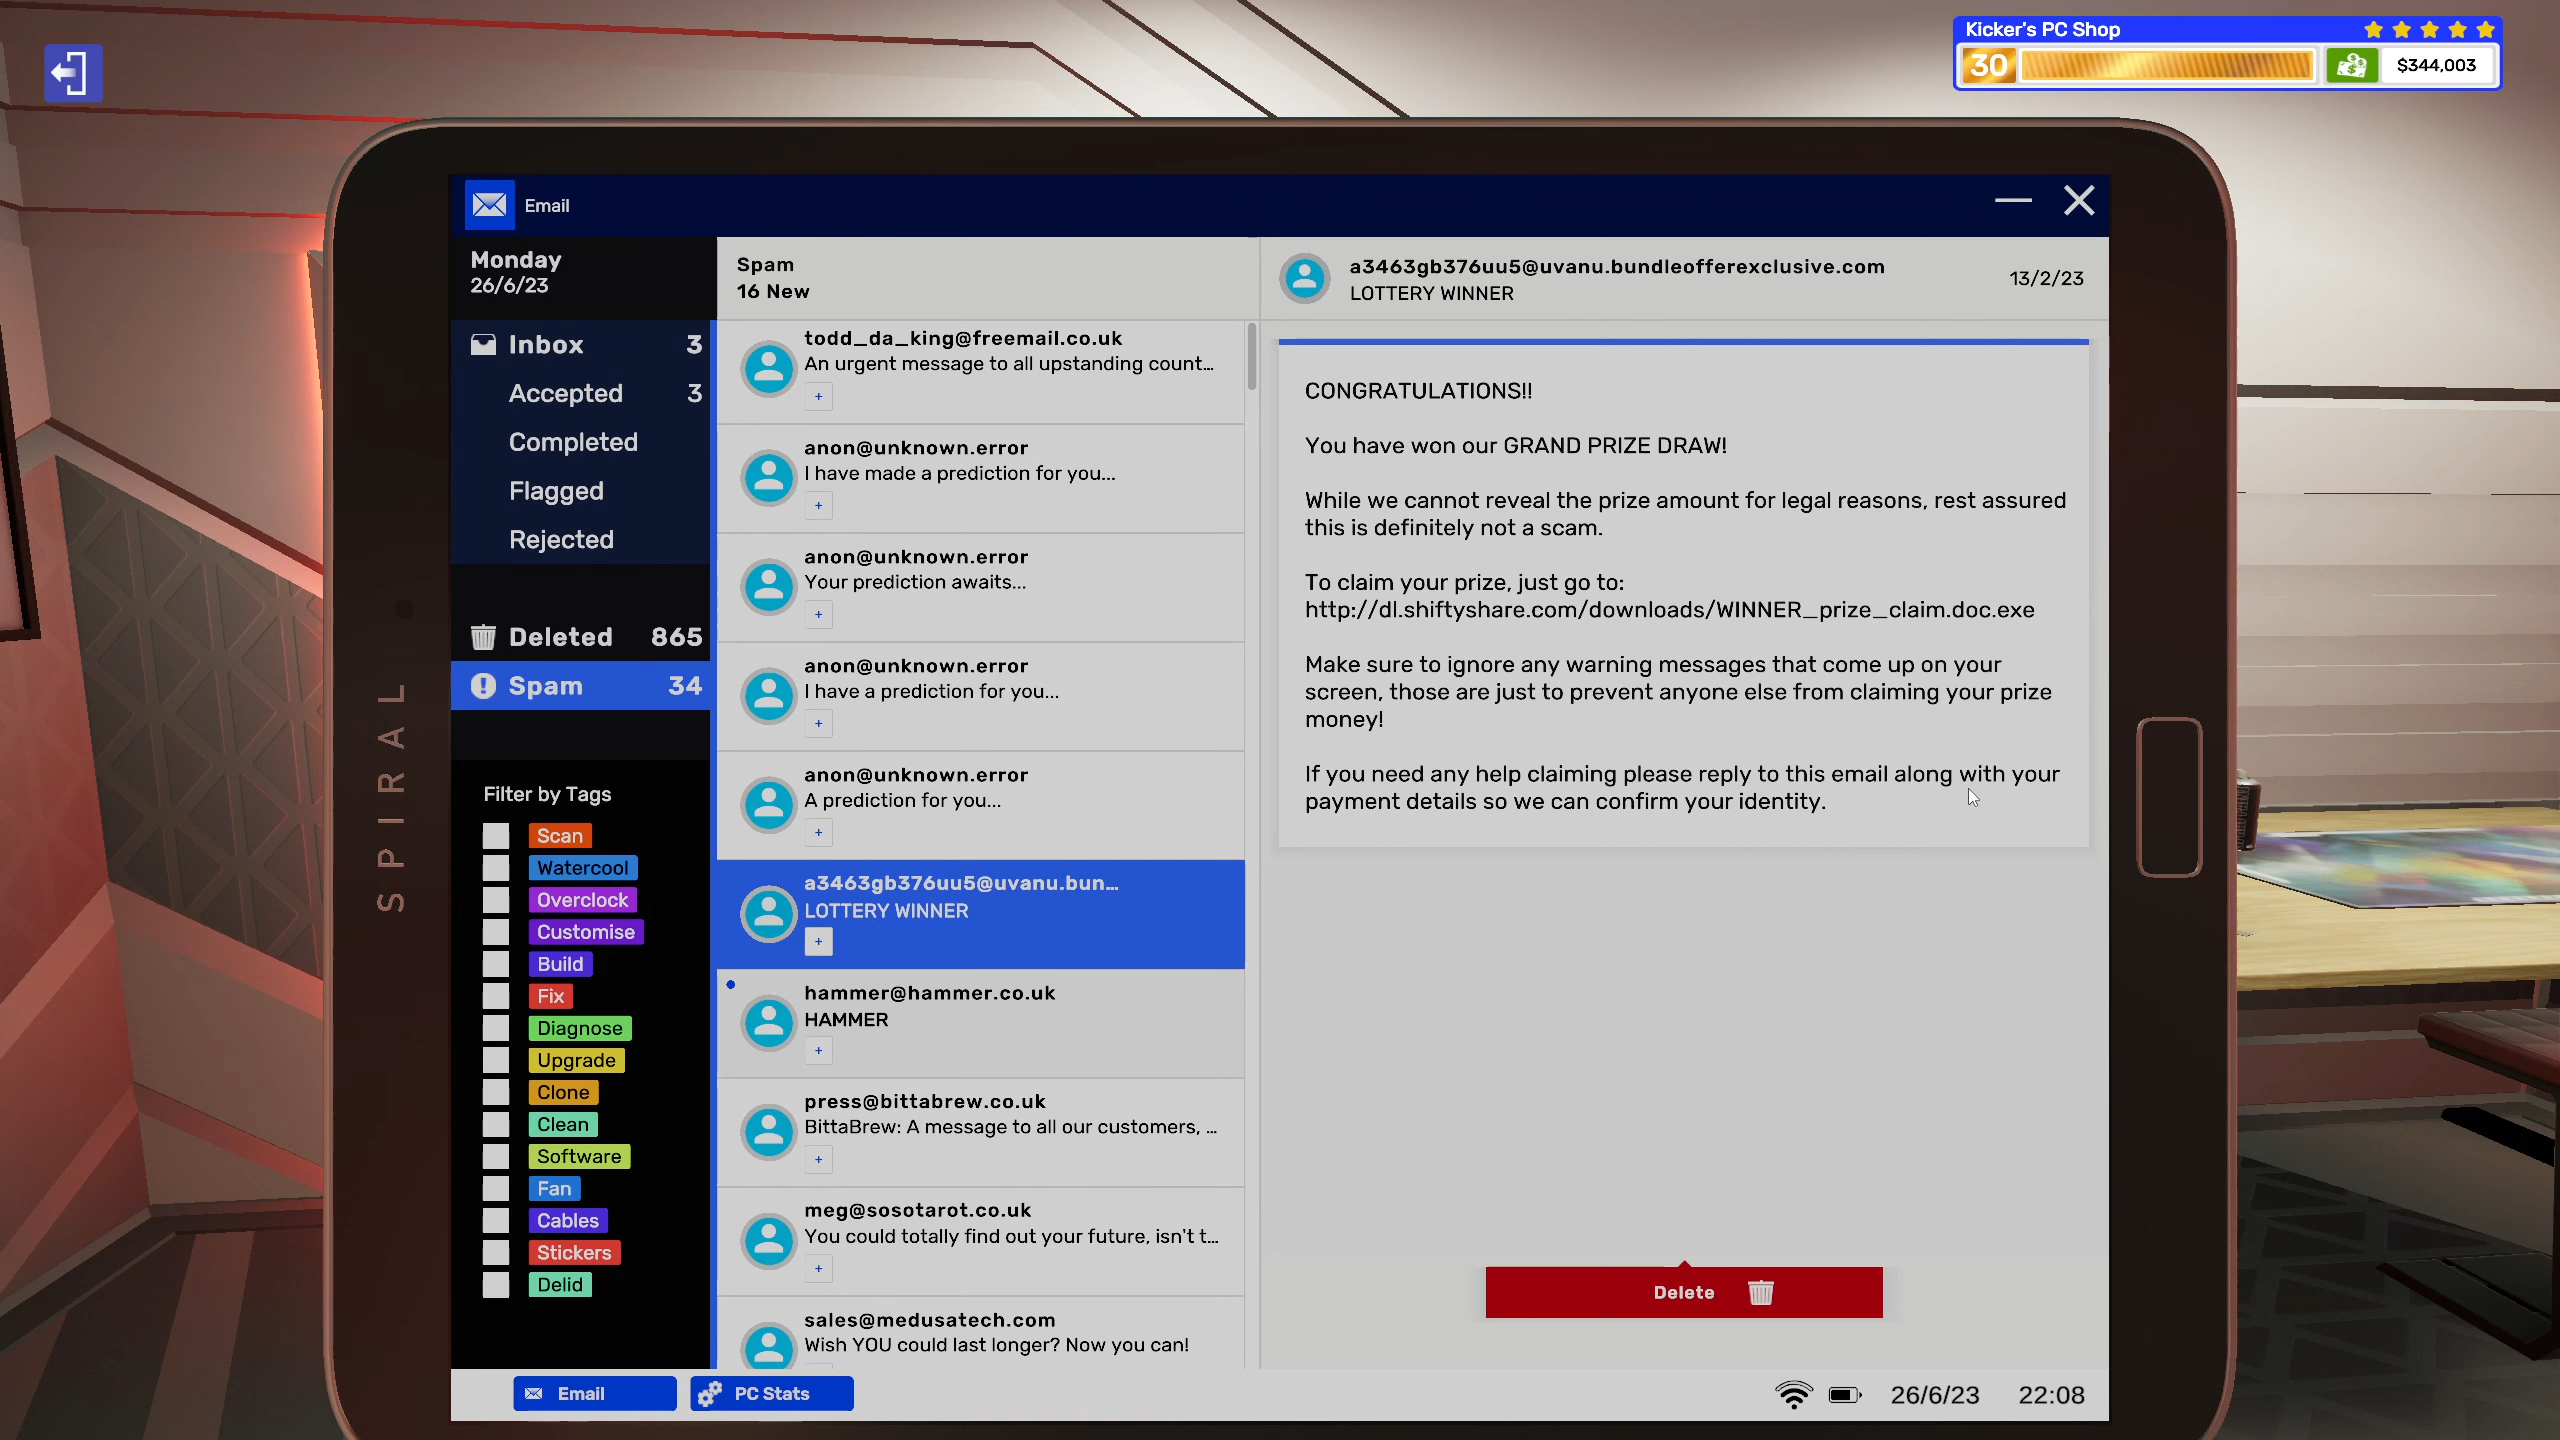 Kicker's PC Shop
30
$344,003
Email
Monday
26/6/23
Inbox 3
Accepted 3
Completed
Flagged
Rejected
Deleted 865
Spam 34
Filter by Tags
Scan
Watercool
Overclock
Customise
Build
Fix
Diagnose
Upgrade
Clone
Clean
Software
Fan
Cables
Stickers
Delid
Spam
16 New
todd_da_king@freemail.co.uk
An urgent message to all upstanding count...
+
anon@unknown.error
I have made a prediction for you...
+
anon@unknown.error
Your prediction awaits...
+
anon@unknown.error
I have a prediction for you...
+
anon@unknown.error
A prediction for you...
+
a3463gb376uu5@uvanu.bun...
LOTTERY WINNER
+
hammer@hammer.co.uk
HAMMER
+
press@bittabrew.co.uk
BittaBrew: A message to all our customers, ...
+
meg@sosotarot.co.uk
You could totally find out your future, isn't t...
+
sales@medusatech.com
Wish YOU could last longer? Now you can!
a3463gb376uu5@uvanu.bundleofferexclusive.com
LOTTERY WINNER
13/2/23
CONGRATULATIONS!!
You have won our GRAND PRIZE DRAW!
While we cannot reveal the prize amount for legal reasons, rest assured
this is definitely not a scam.
To claim your prize, just go to:
http://dl.shiftyshare.com/downloads/WINNER_prize_claim.doc.exe
Make sure to ignore any warning messages that come up on your
screen, those are just to prevent anyone else from claiming your prize
money!
If you need any help claiming please reply to this email along with your
payment details so we can confirm your identity.
Delete
Email
PC Stats
26/6/23
22:08
SPIRAL